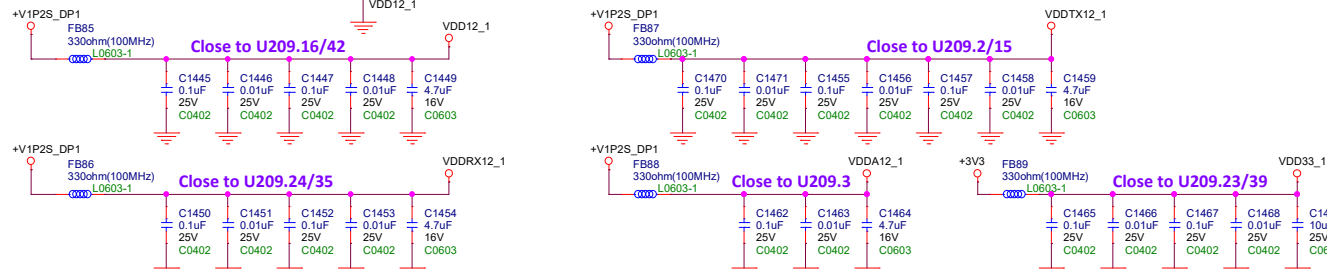 VDD12_1
+V1P2S_DP1
FB85
330ohm(100MHz)
L0603-1
Close to U209.16/42
VDD12_1
C1445
0.1uF
25V
C0402
C1446
0.01uF
25V
C0402
C1447
0.1uF
25V
C0402
C1448
0.01uF
25V
C0402
C1449
4.7uF
16V
C0603
+V1P2S_DP1
FB87
330ohm(100MHz)
L0603-1
Close to U209.2/15
VDDTX12_1
C1470
0.1uF
25V
C0402
C1471
0.01uF
25V
C0402
C1455
0.1uF
25V
C0402
C1456
0.01uF
25V
C0402
C1457
0.1uF
25V
C0402
C1458
0.01uF
25V
C0402
C1459
4.7uF
16V
C0603
+V1P2S_DP1
FB86
330ohm(100MHz)
L0603-1
Close to U209.24/35
VDDRX12_1
C1450
0.1uF
25V
C0402
C1451
0.01uF
25V
C0402
C1452
0.1uF
25V
C0402
C1453
0.01uF
25V
C0402
C1454
4.7uF
16V
C0603
+V1P2S_DP1
FB88
330ohm(100MHz)
L0603-1
Close to U209.3
VDDA12_1
C1462
0.1uF
25V
C0402
C1463
0.01uF
25V
C0402
C1464
4.7uF
16V
C0603
+3V3
FB89
330ohm(100MHz)
L0603-1
Close to U209.23/39
VDD33_1
C1465
0.1uF
25V
C0402
C1466
0.01uF
25V
C0402
C1467
0.1uF
25V
C0402
C1468
0.01uF
25V
C0402
25V